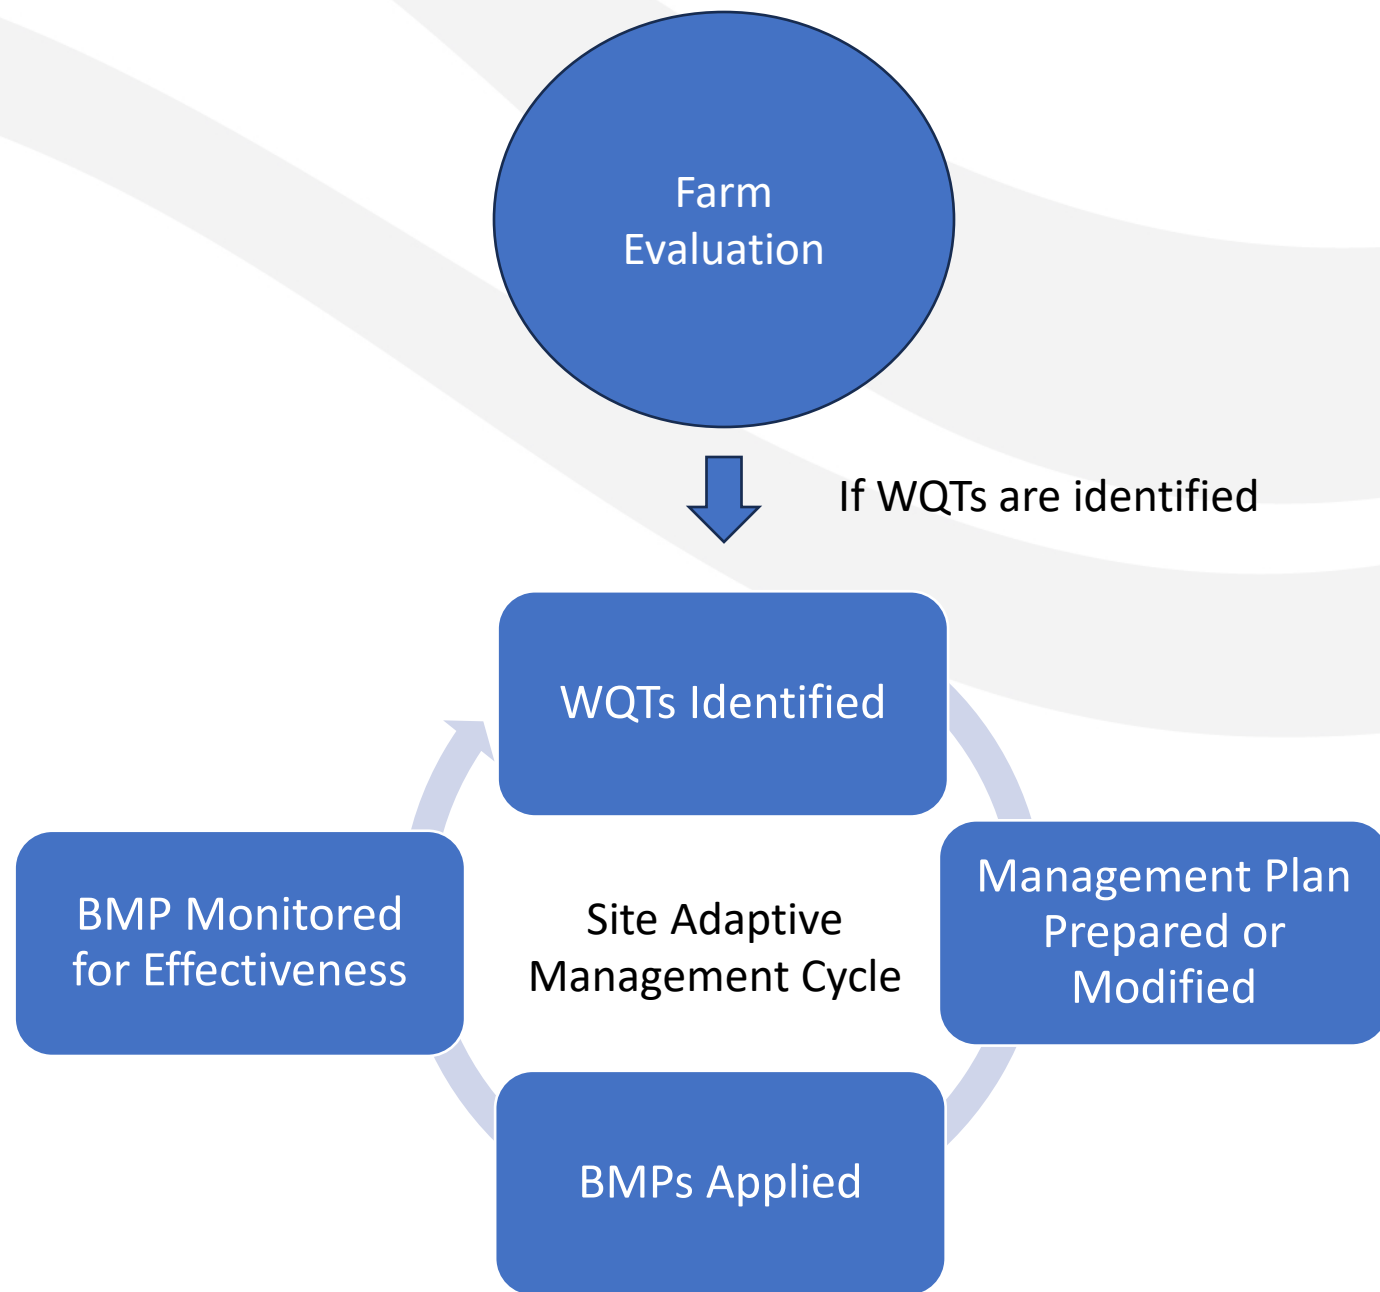 Farm
Evaluation
If WQTs are identified
WQTs Identified
Management Plan
Prepared or
Modified
BMP Monitored
for Effectiveness
Site Adaptive
Management Cycle
BMPs Applied